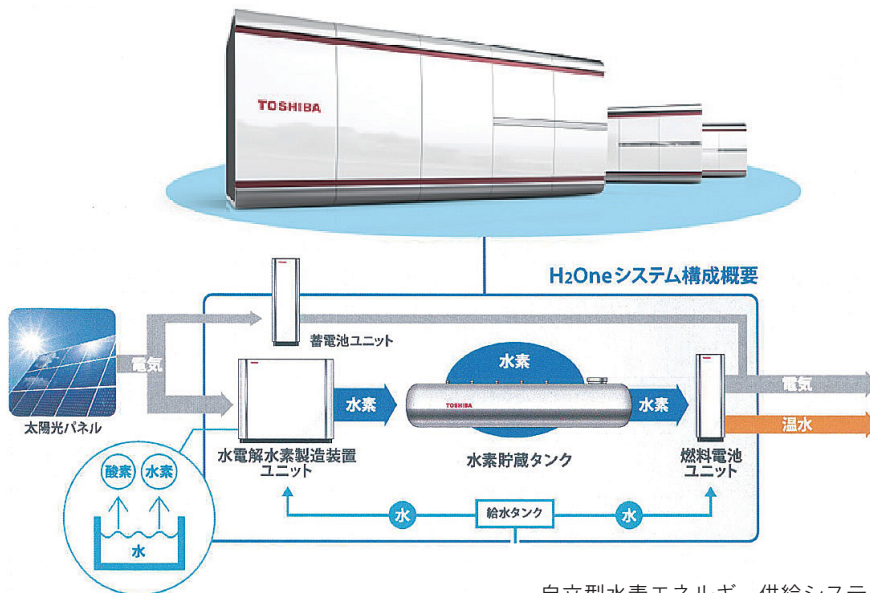 TOSHIBA
H2Oneシステム構成概要
電気
蓄電池ユニット
太陽光パネル
水素
水素
水素
TOSHIBA
電気
温水
水電解水素製造装置
ユニット
水素貯蔵タンク
燃料電池
ユニット
酸素
水素
水
水
給水タンク
水